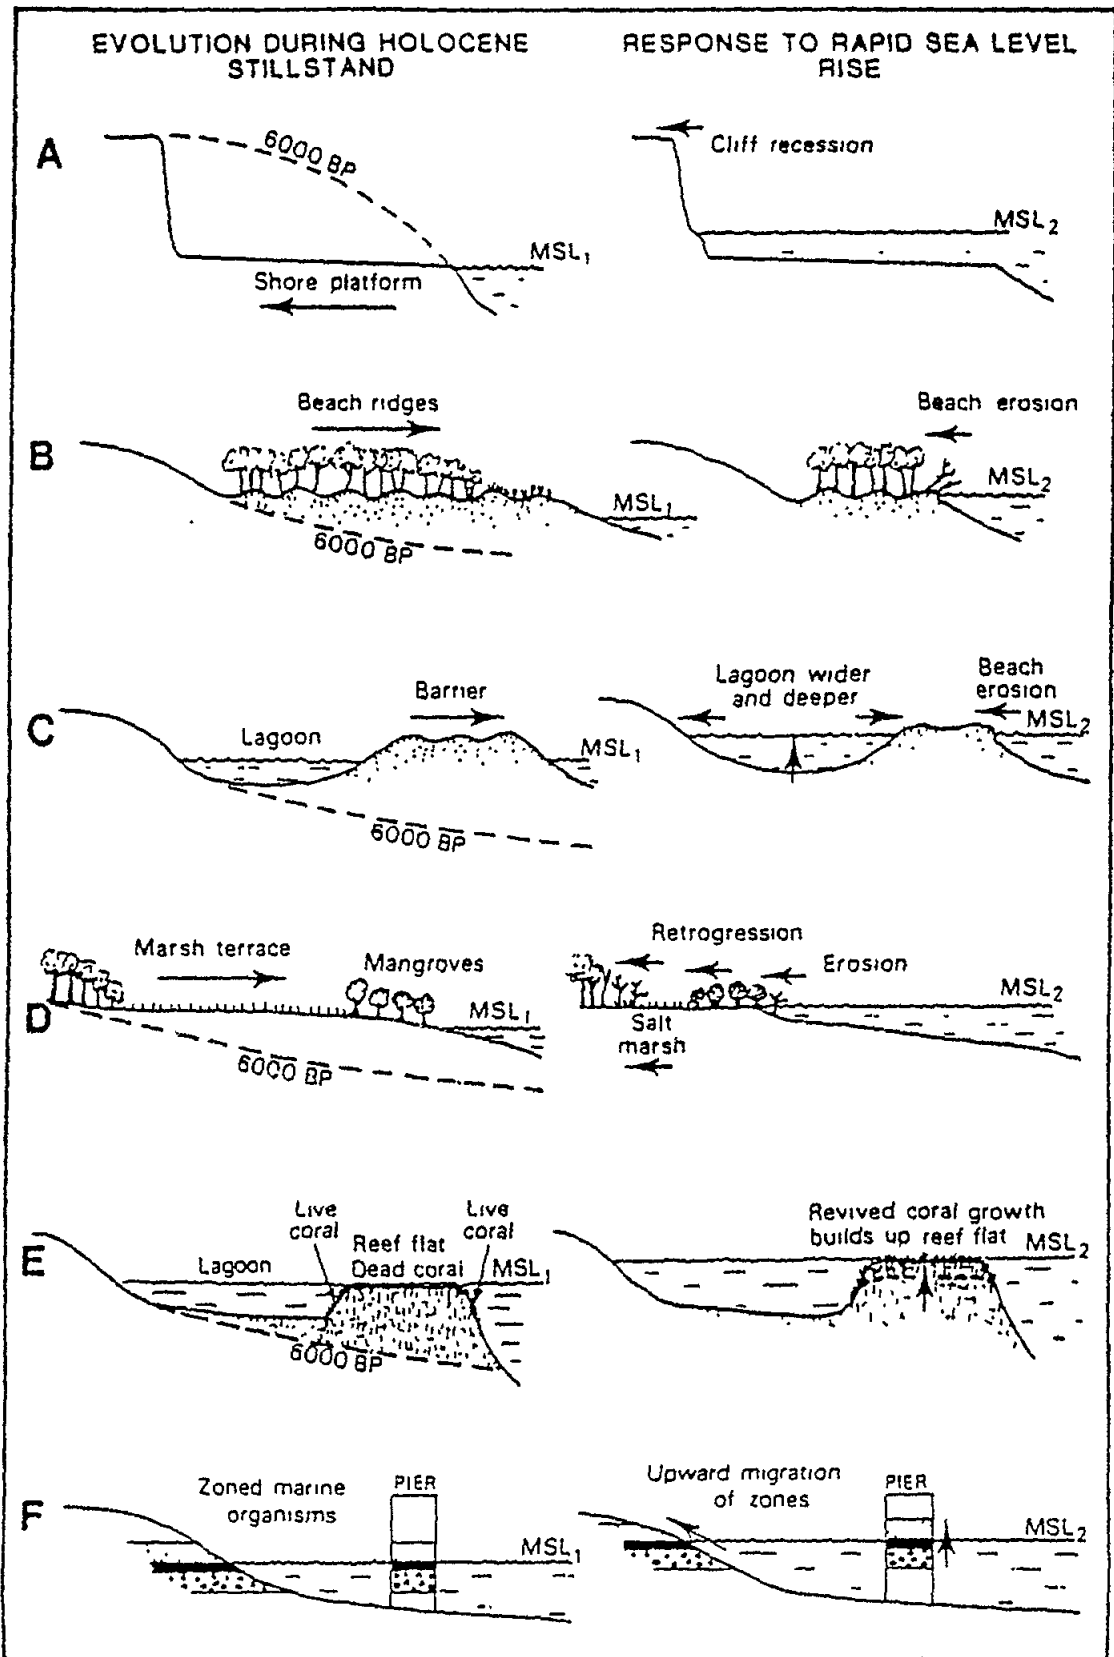 EVOLUTION DURING HOLOCENE
STILLSTAND
RESPONSE TO RAPID SEA LEVEL
RISE
A
6000 BP
MSL1
Shore platform
Cliff recession
MSL2
B
Beach ridges
MSL1
6000 BP
Beach erosion
MSL2
C
Lagoon
Barrier
MSL1
6000 BP
Lagoon wider
and deeper
Beach
erosion
MSL2
D
Marsh terrace
Mangroves
MSL1
6000 BP
Retrogression
Erosion
MSL2
Salt
marsh
E
Lagoon
Live
coral
Reef flat
Dead coral
Live
coral
MSL1
6000 BP
Revived coral growth
builds up reef flat
MSL2
F
Zoned marine
organisms
PIER
MSL1
Upward migration
of zones
PIER
MSL2